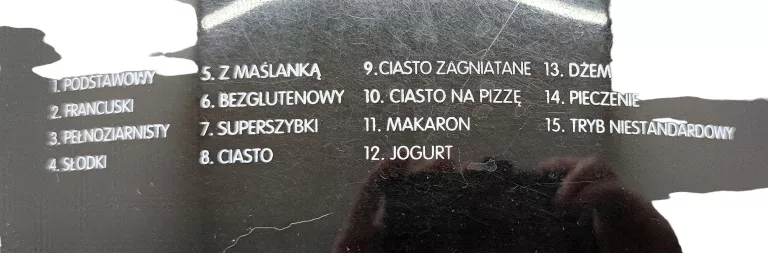 1. PODSTAWOWY
2. FRANCUSKI
3. PEŁNOZIARNISTY
4. SŁODKI
5. Z MAŚLANKĄ
6. BEZGLUTENOWY
7. SUPERSZYBKI
8. CIASTO
9.CIASTO ZAGNIATANE
10. CIASTO NA PIZZĘ
11. MAKARON
12. JOGURT
13. DŻEM
14. PIECZENIE
15. TRYB NIESTANDARDOWY